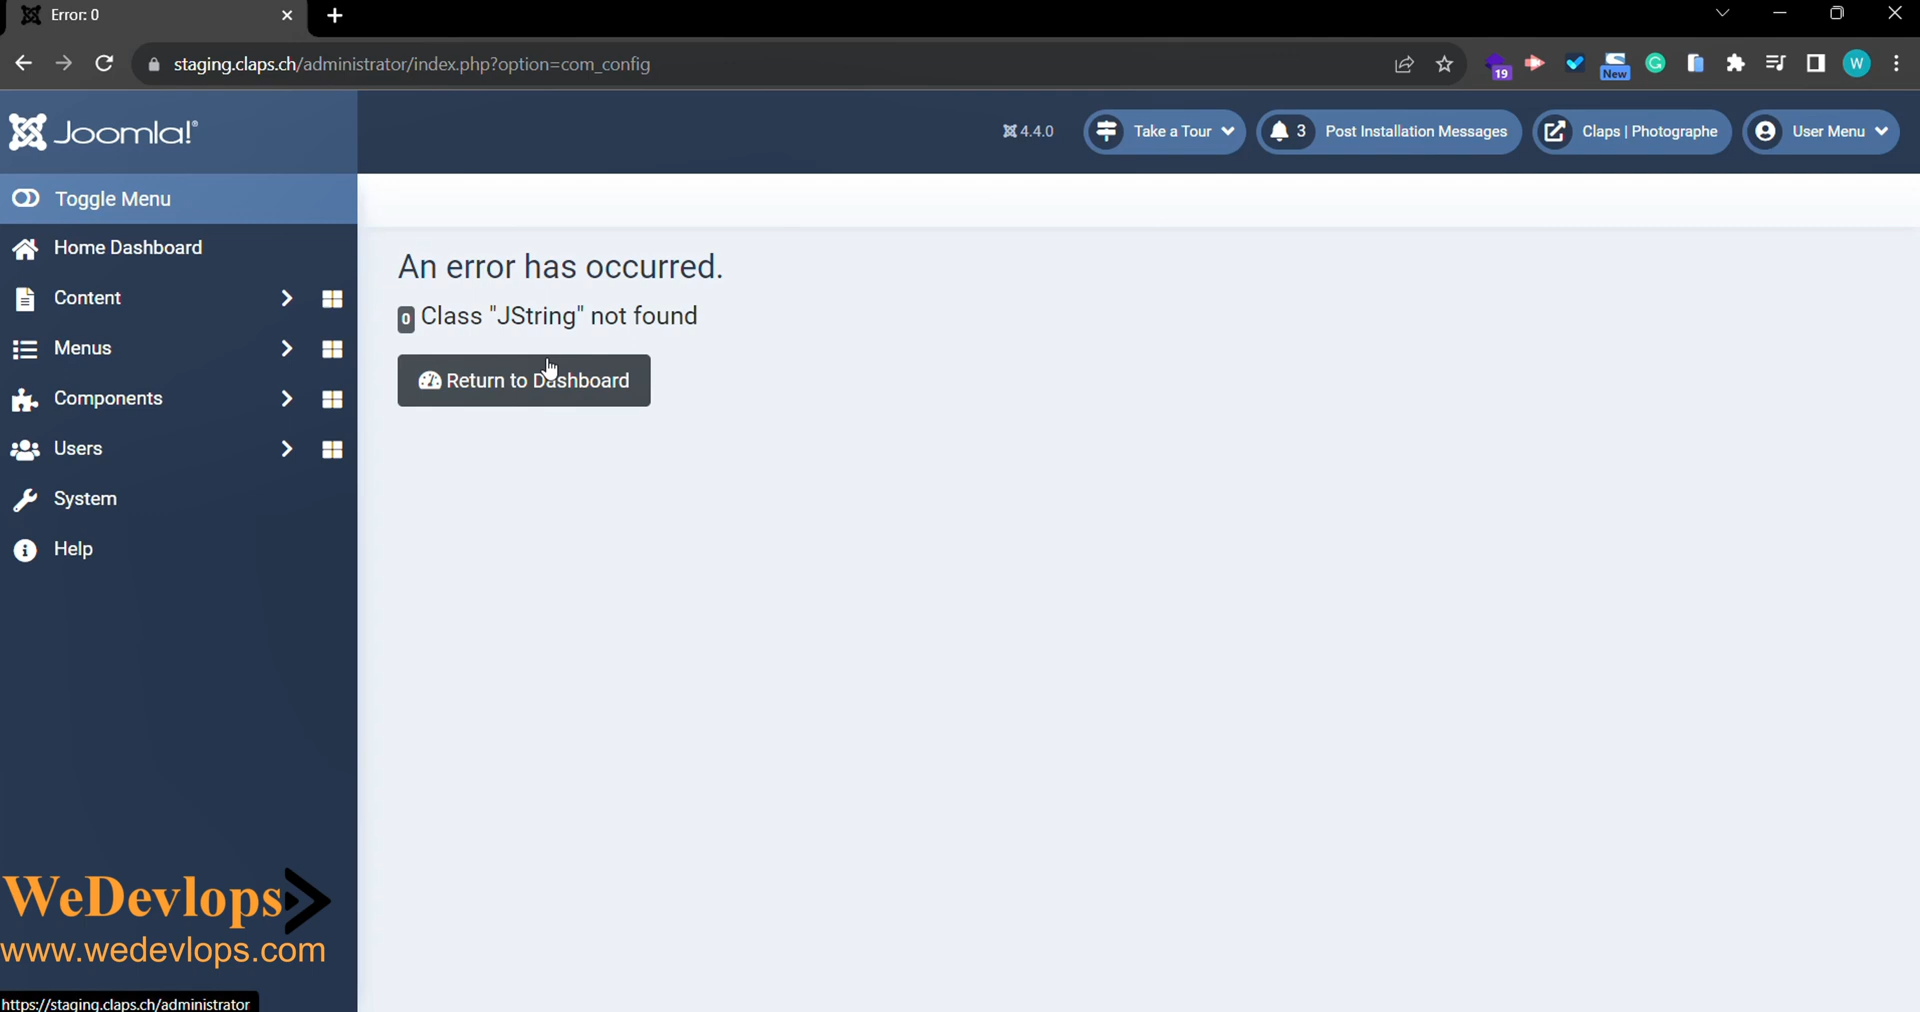 Error: 0
staging.claps.ch/administrator/index.php?option=com_config
19
New
G
W
Joomla!®
4.4.0
Take a Tour
3
Post Installation Messages
Claps | Photographe
User Menu
Toggle Menu
Home Dashboard
Content
Menus
Components
Users
System
Help
An error has occurred.
0 Class "JString" not found
Return to Dashboard
WeDevlops
www.wedevlops.com
https://staging.claps.ch/administrator